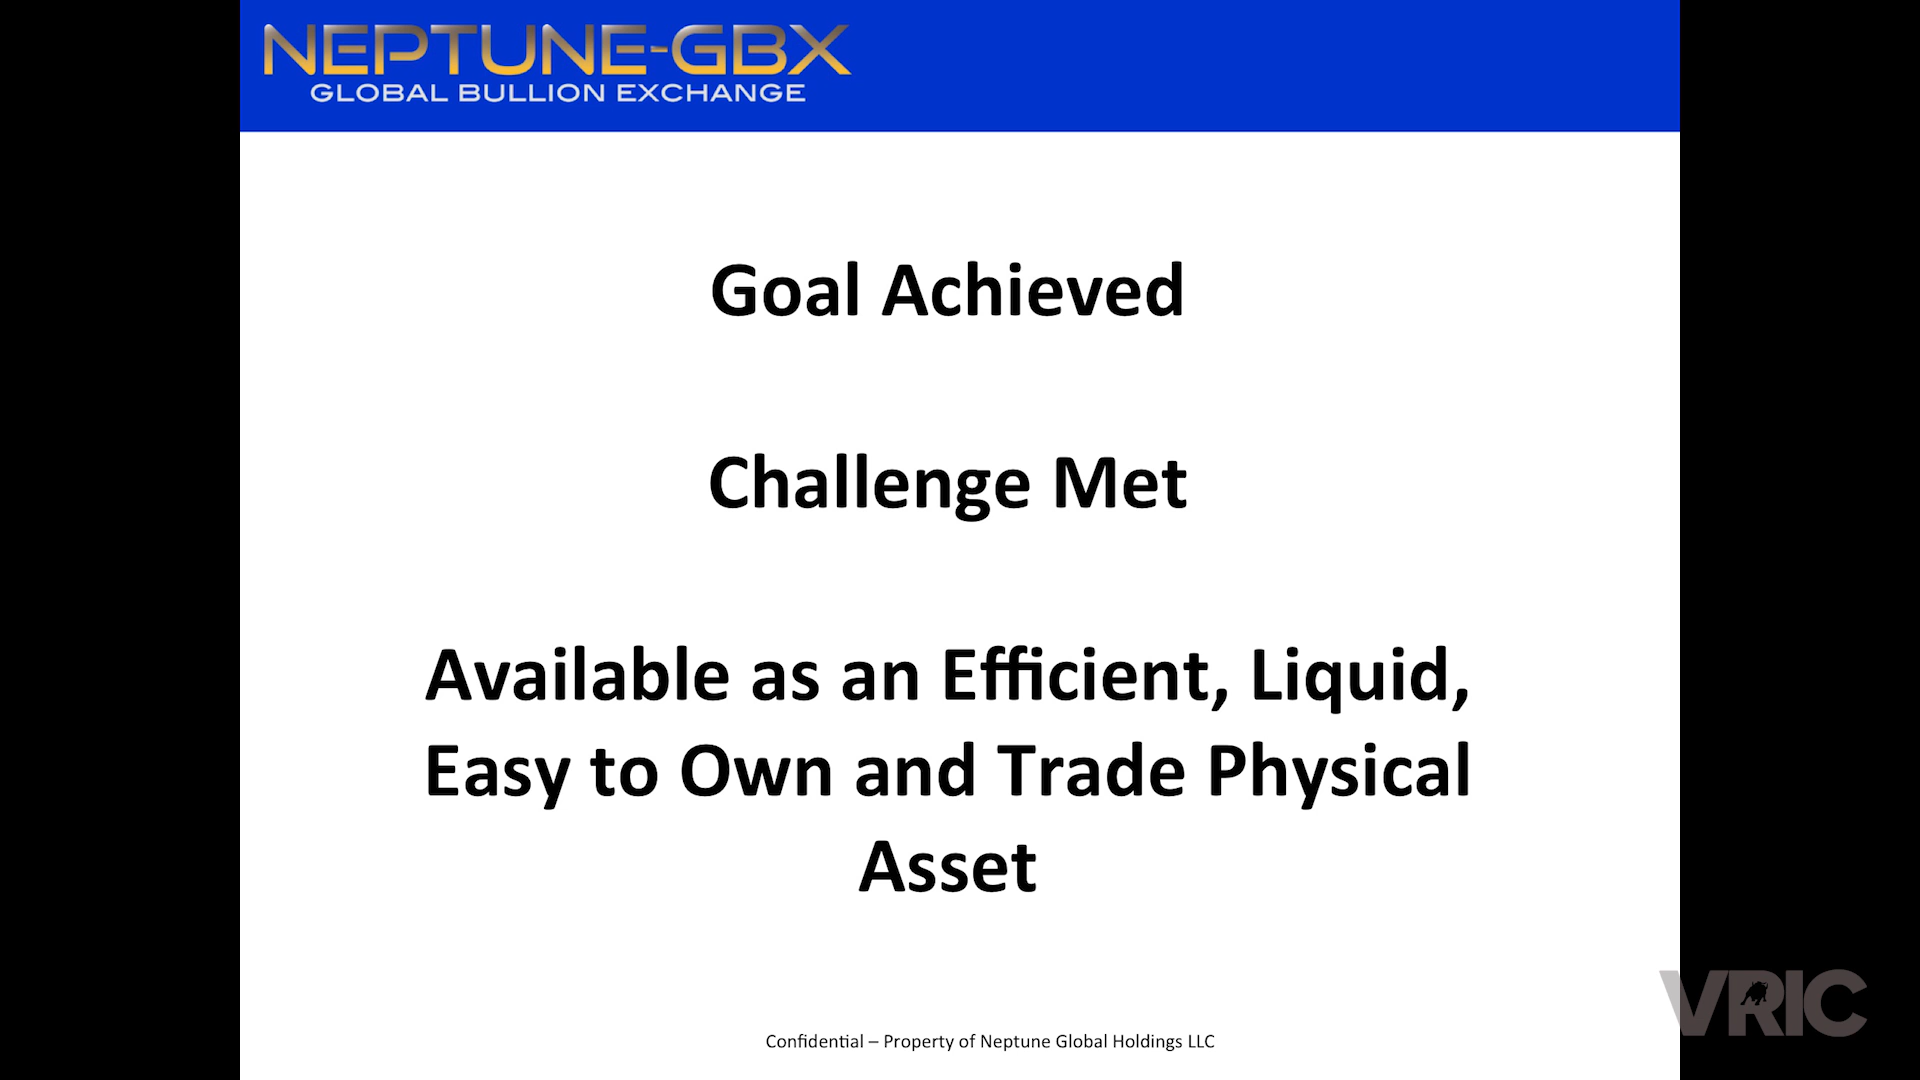 NEPTUNE-GBX
GLOBAL BULLION EXCHANGE
Goal Achieved
Challenge Met
Available as an Efficient, Liquid,
Easy to Own and Trade Physical
Asset
VRIC
Confidential – Property of Neptune Global Holdings LLC